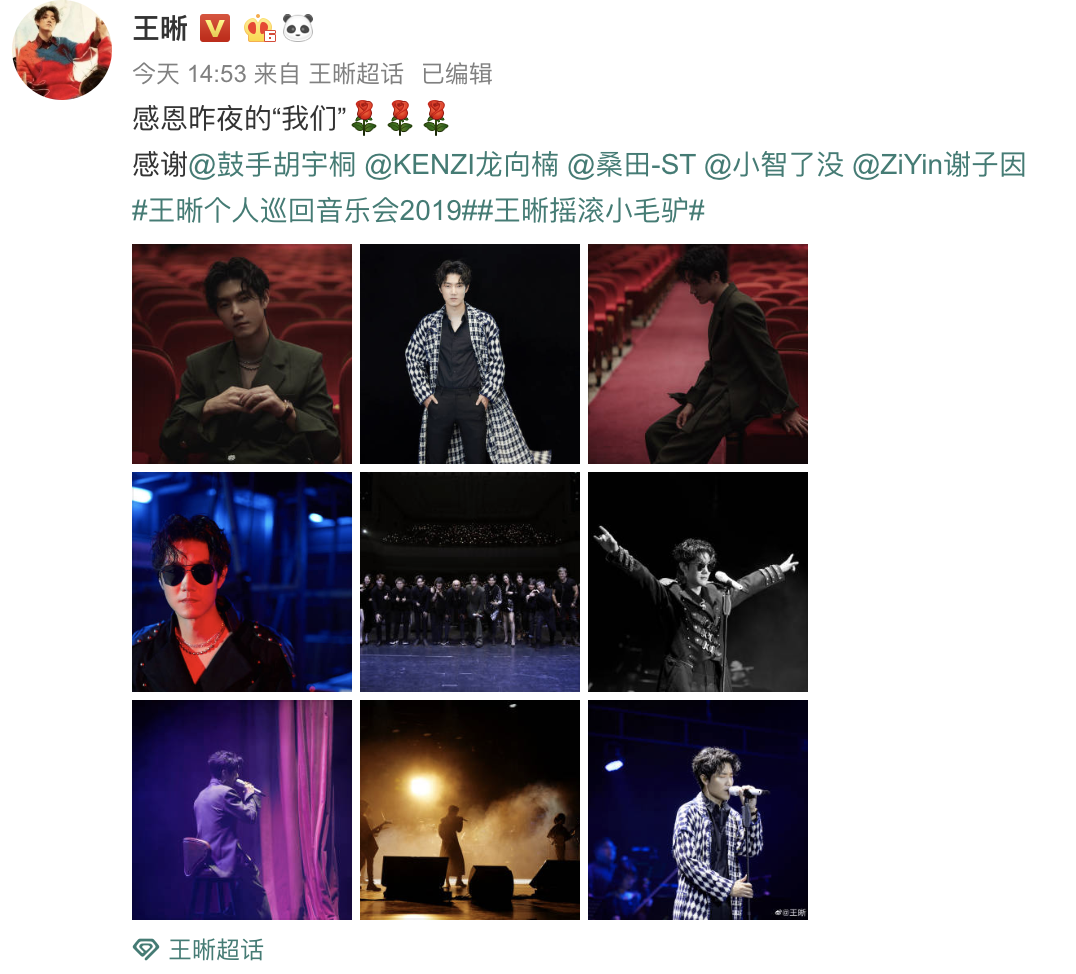 王晰
今天 14:53 来自 王晰超话 已编辑
感恩昨夜的“我们”
感谢@鼓手胡宇桐 @KENZI龙向楠 @桑田-ST @小智了没 @ZiYin谢子因
#王晰个人巡回音乐会2019##王晰摇滚小毛驴#
@王晰
王晰超话